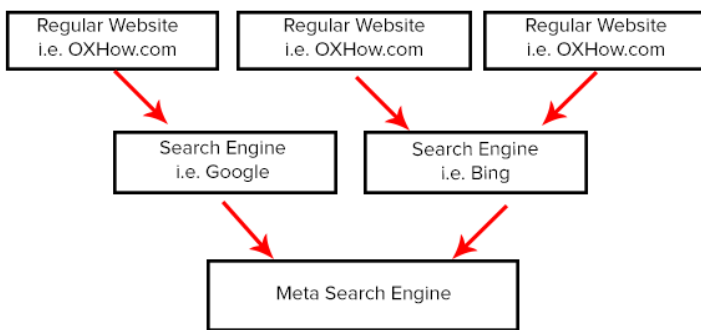 Regular Website
i.e. OXHow.com
Regular Website
i.e. OXHow.com
Regular Website
i.e. OXHow.com
Search Engine
i.e. Google
Search Engine
i.e. Bing
Meta Search Engine